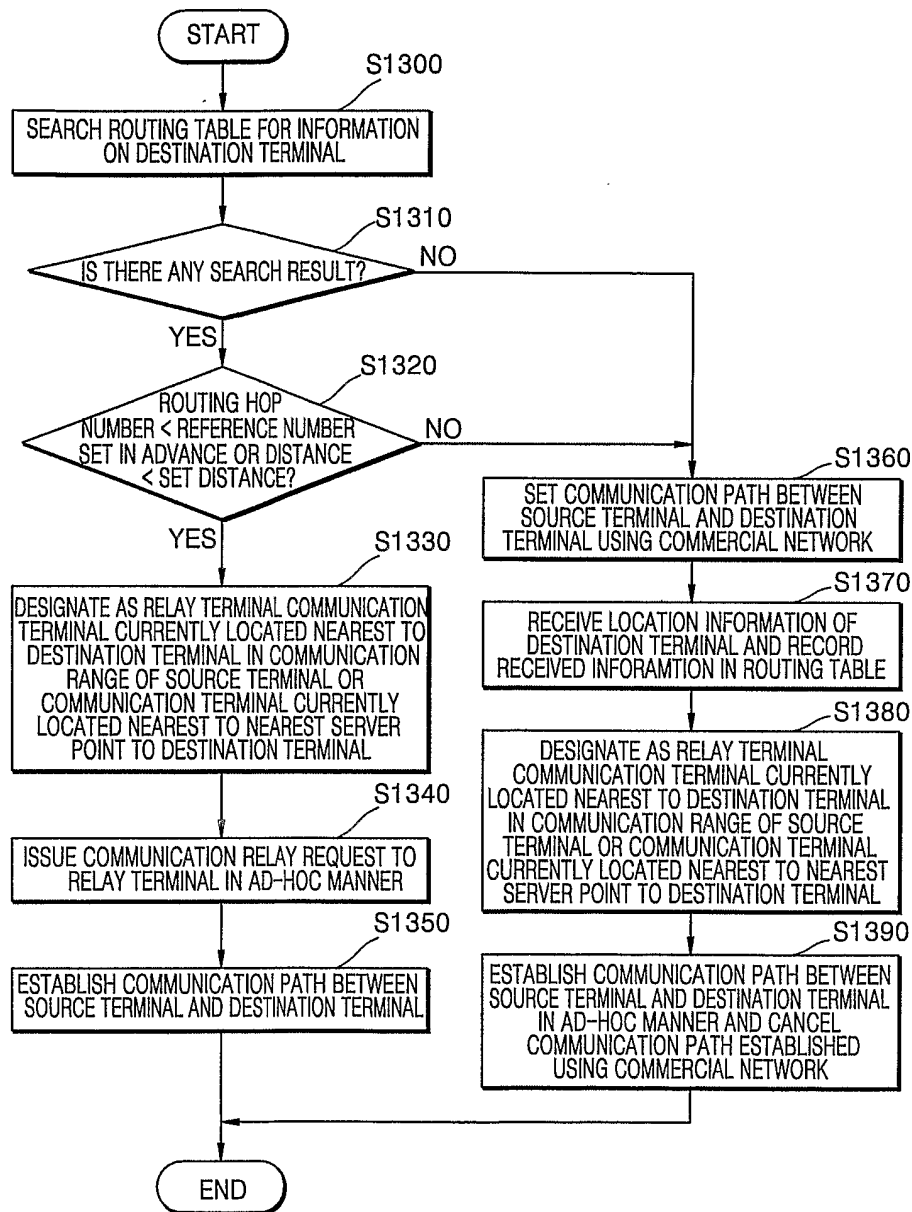 START
S1300
SEARCH ROUTING TABLE FOR INFORMATION
ON DESTINATION TERMINAL
S1310
IS THERE ANY SEARCH RESULT?
NO
YES
S1320
ROUTING HOP
NUMBER < REFERENCE NUMBER
SET IN ADVANCE OR DISTANCE
< SET DISTANCE?
NO
YES
S1330
DESIGNATE AS RELAY TERMINAL COMMUNICATION
TERMINAL CURRENTLY LOCATED NEAREST TO
DESTINATION TERMINAL IN COMMUNICATION
RANGE OF SOURCE TERMINAL OR
COMMUNICATION TERMINAL CURRENTLY
LOCATED NEAREST TO NEAREST SERVER
POINT TO DESTINATION TERMINAL
S1340
ISSUE COMMUNICATION RELAY REQUEST TO
RELAY TERMINAL IN AD-HOC MANNER
S1350
ESTABLISH COMMUNICATION PATH BETWEEN
SOURCE TERMINAL AND DESTINATION TERMINAL
S1360
SET COMMUNICATION PATH BETWEEN
SOURCE TERMINAL AND DESTINATION
TERMINAL USING COMMERCIAL NETWORK
S1370
RECEIVE LOCATION INFORMATION OF
DESTINATION TERMINAL AND RECORD
RECEIVED INFORAMTION IN ROUTING TABLE
S1380
DESIGNATE AS RELAY TERMINAL
COMMUNICATION TERMINAL CURRENTLY
LOCATED NEAREST TO DESTINATION TERMINAL
IN COMMUNICATION RANGE OF SOURCE
TERMINAL OR COMMUNICATION TERMINAL
CURRENTLY LOCATED NEAREST TO NEAREST
SERVER POINT TO DESTINATION TERMINAL
S1390
ESTABLISH COMMUNICATION PATH BETWEEN
SOURCE TERMINAL AND DESTINATION TERMINAL
IN AD-HOC MANNER AND CANCEL
COMMUNICATION PATH ESTABLISHED
USING COMMERCIAL NETWORK
END